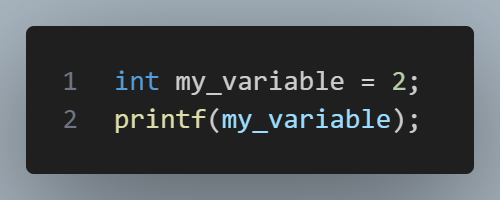 1 int my_variable = 2;
2 printf(my_variable);